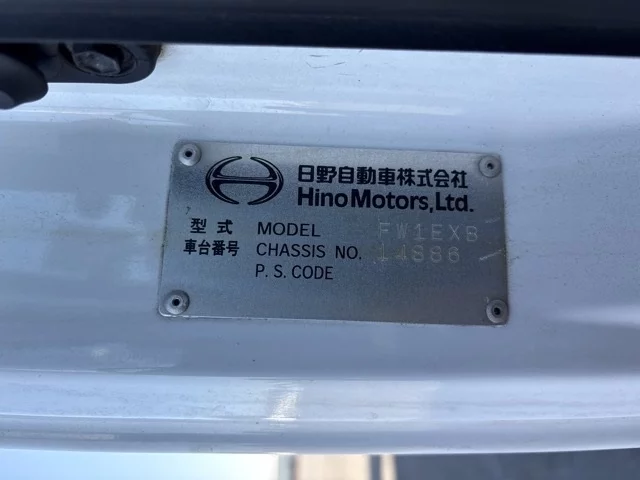 日野自動車株式会社
Hino Motors, Ltd.
型式 MODEL FW1EXB
車台番号 CHASSIS NO. 14886
P.S.CODE